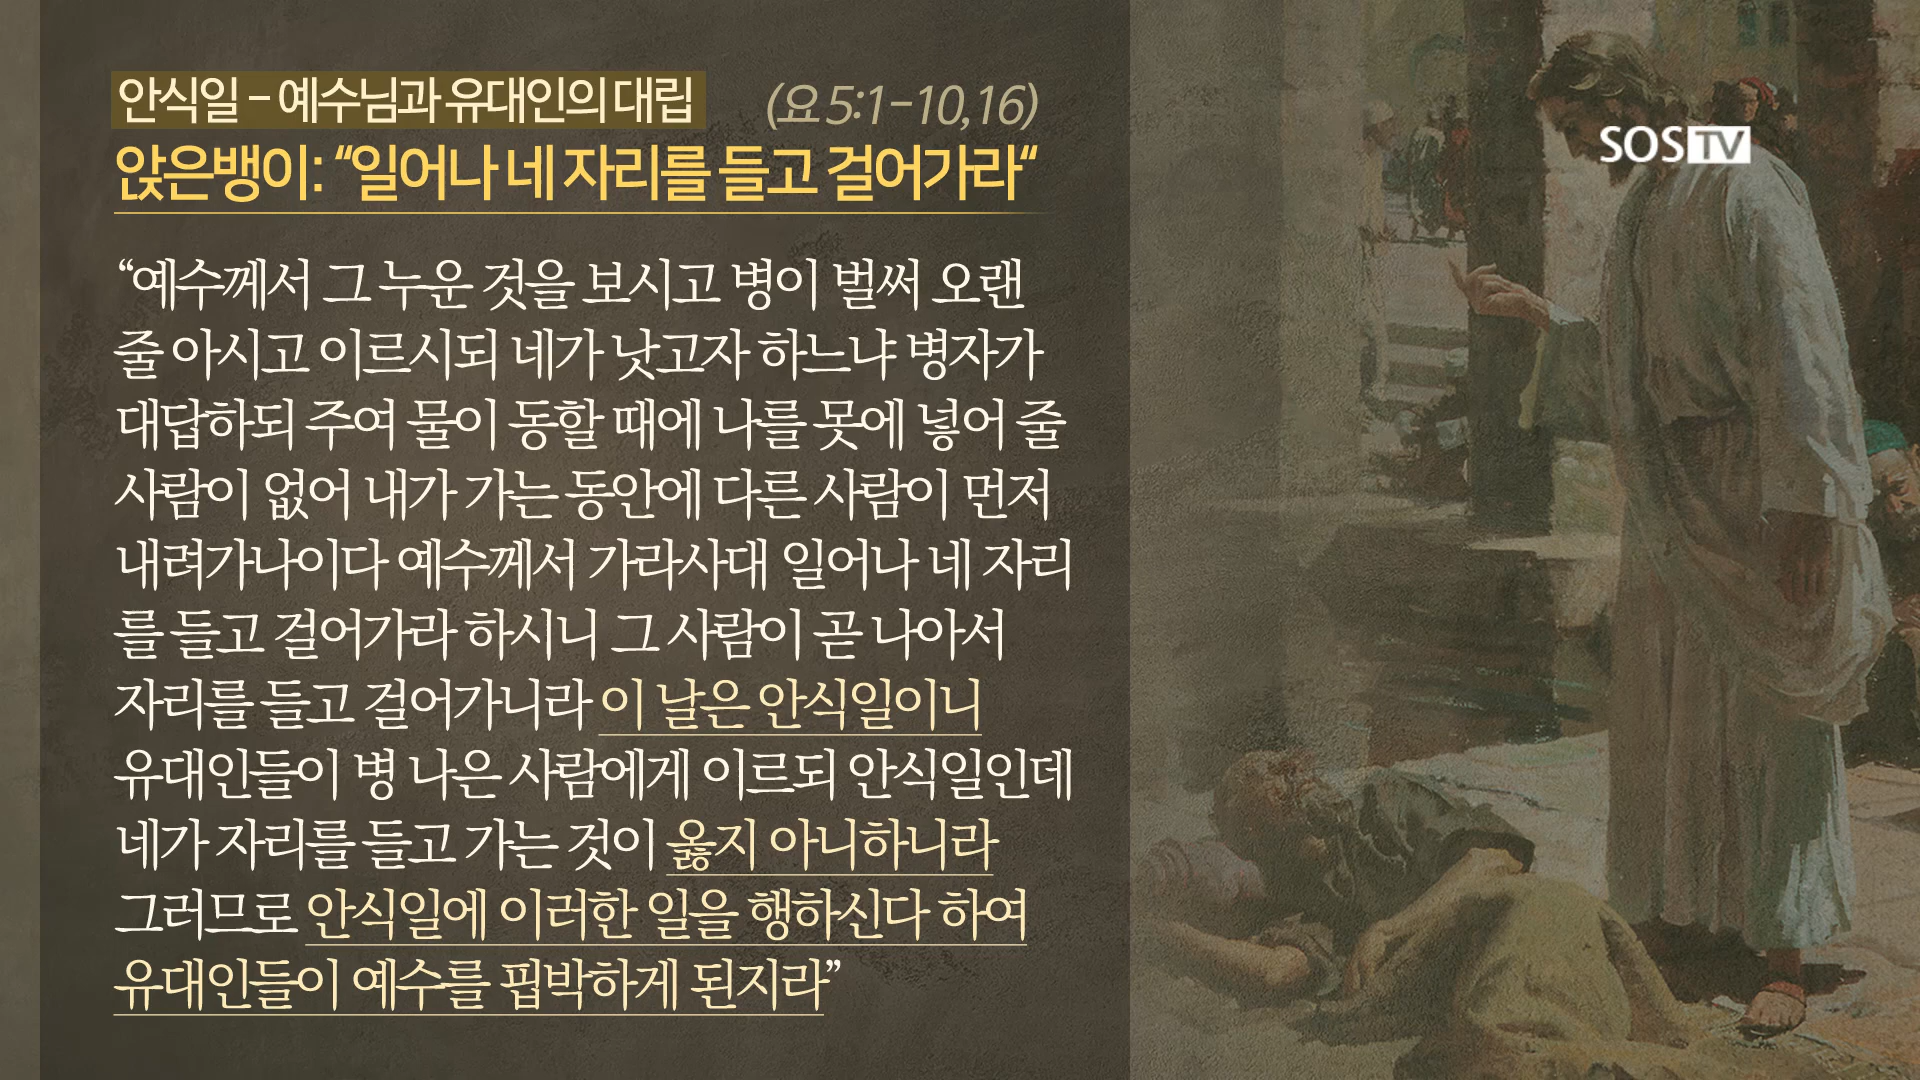 안식일 - 예수님과 유대인의 대립 (요 5:1-10,16)
앉은뱅이: “일어나 네 자리를 들고 걸어가라“
SOSTV
“예수께서 그 누운 것을 보시고 병이 벌써 오랜
줄 아시고 이르시되 네가 낫고자 하느냐 병자가
대답하되 주여 물이 동할 때에 나를 못에 넣어 줄
사람이 없어 내가 가는 동안에 다른 사람이 먼저
내려가나이다 예수께서 가라사대 일어나 네 자리
를 들고 걸어가라 하시니 그 사람이 곧 나아서
자리를 들고 걸어가니라 이 날은 안식일이니
유대인들이 병 나은 사람에게 이르되 안식일인데
네가 자리를 들고 가는 것이 옳지 아니하니라
그러므로 안식일에 이러한 일을 행하신다 하여
유대인들이 예수를 핍박하게 된지라”